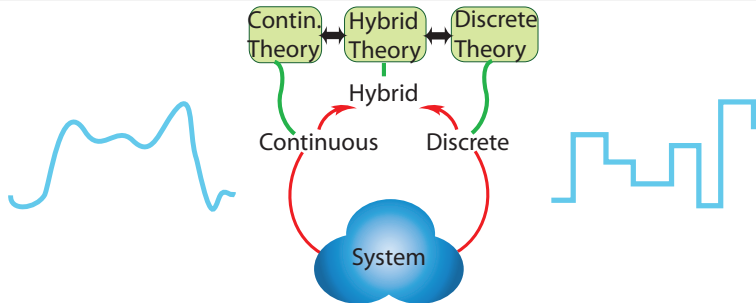 Contin.
Theory
Hybrid
Theory
Discrete
Theory
Hybrid
Continuous
Discrete
System